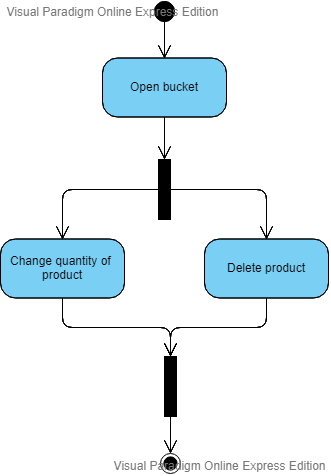 Visual Paradigm Online Express Edition
Open bucket
Change quantity of
product
Delete product
Visual Paradigm Online Express Edition